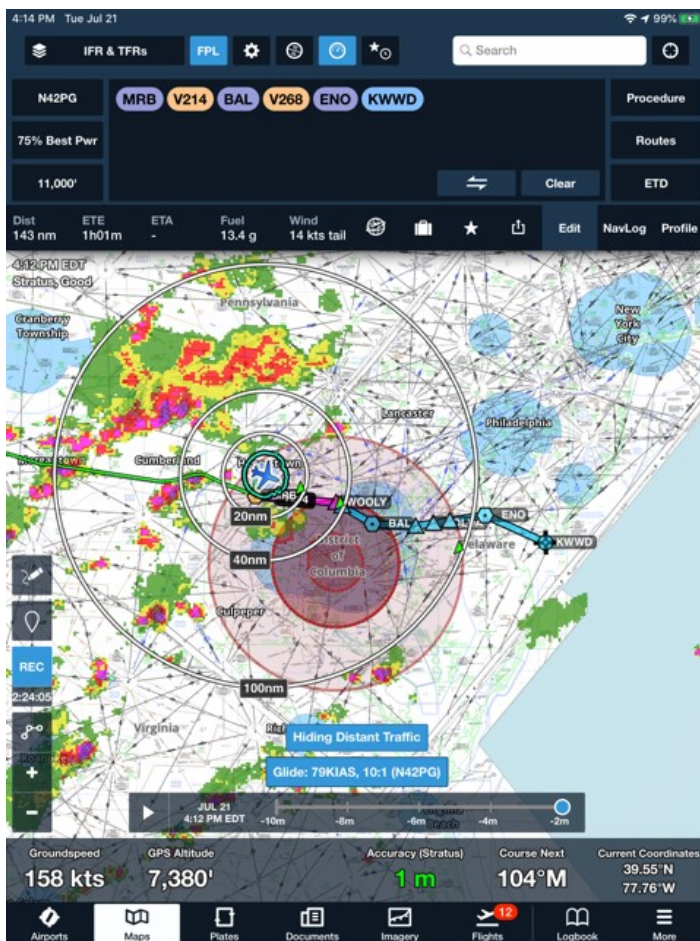 4:14 PM Tue Jul 21 99%
IFR & TFRs FPL Search
N42PG MRB V214 BAL V268 ENO KWWD Procedure
75% Best Pwr Routes
11,000' Clear ETD
Dist ETE ETA Fuel Wind
143 nm 1h01m - 13.4 g 14 kts tail Edit NavLog Profile
4:12 PM EDT
Stratus, Good
Pennsylvania
Cranberry
Township
New
York
City
Lancaster
Philadelphia
Cumberland
WOOLY
20nm
BAL
ENO
KWWD
40nm
District
of
Columbia
Delaware
Culpeper
REC
2:24:05
100nm
Virginia
Hiding Distant Traffic
Glide: 79KIAS, 10:1 (N42PG)
JUL 21
4:12 PM EDT
-10m -8m -6m -4m -2m
Beach
Groundspeed GPS Altitude Accuracy (Stratus) Course Next Current Coordinates
158 kts 7,380' 1 m 104°M 39.55°N
77.76°W
12
Airports Maps Plates Documents Imagery Flights Logbook More